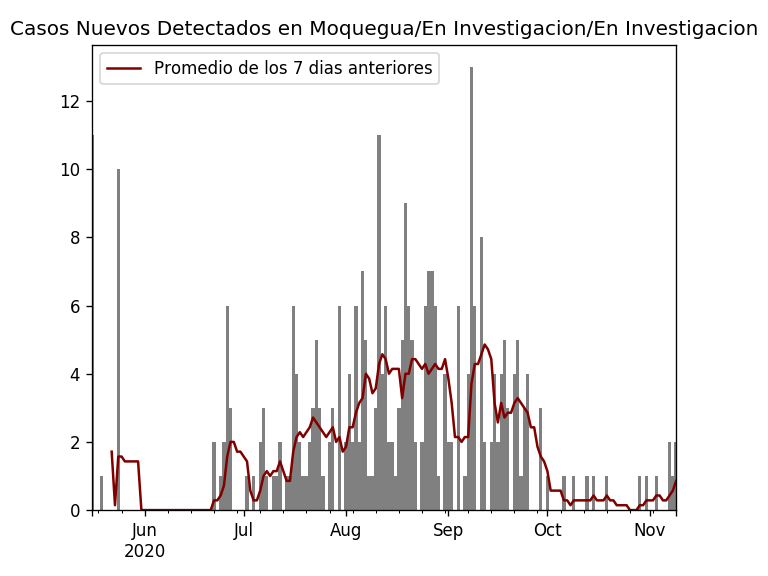 Casos Nuevos Detectados en Moquegua/En Investigacion/En Investigacion
Promedio de los 7 dias anteriores
12
10
8
6
4
2
0
Jun Jul Aug Sep Oct Nov
2020